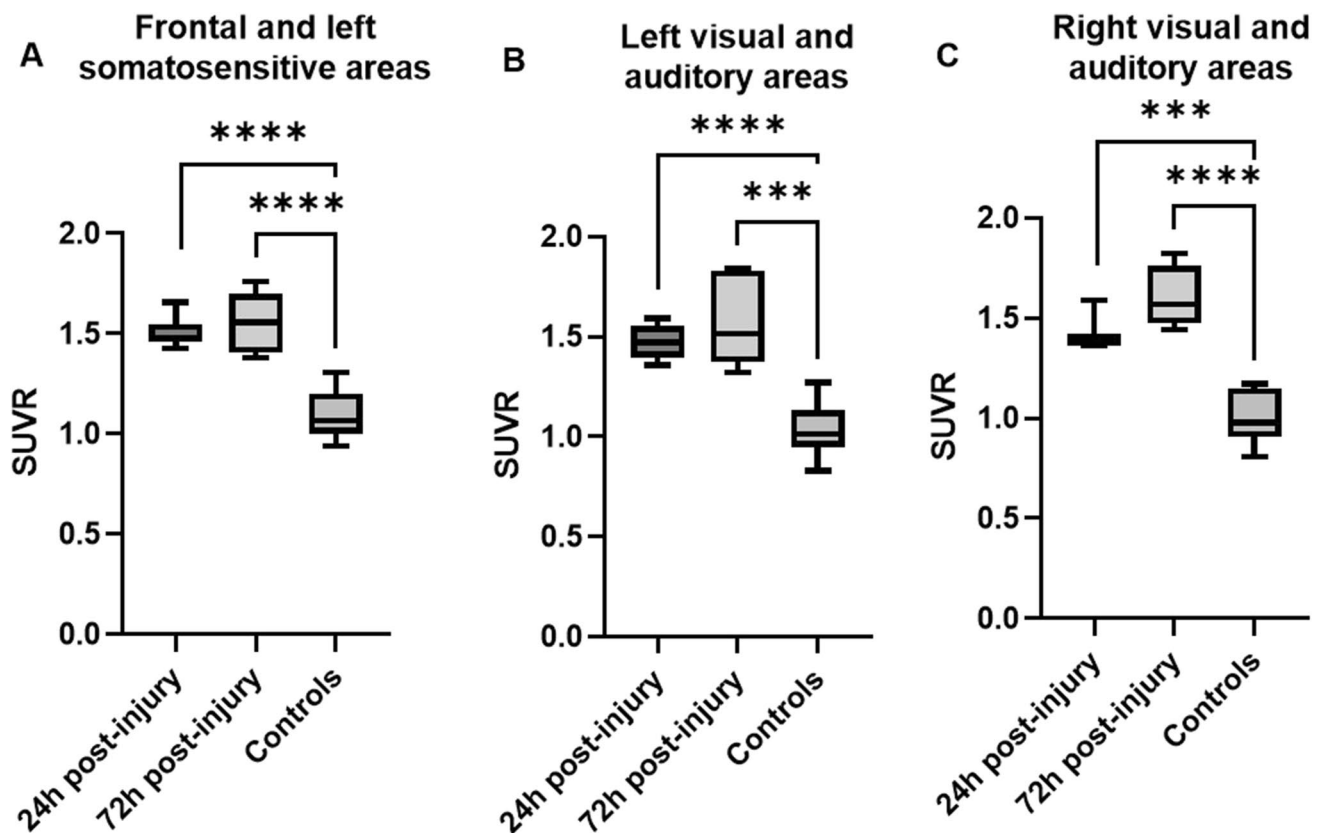 A
Frontal and left
somatosensitive areas
****
****
SUVR
2.0
1.5
1.0
0.5
0.0
24h post-injury
72h post-injury
Controls
B
Left visual and
auditory areas
****
***
SUVR
2.0
1.5
1.0
0.5
0.0
24h post-injury
72h post-injury
Controls
C
Right visual and
auditory areas
***
****
SUVR
2.0
1.5
1.0
0.5
0.0
24h post-injury
72h post-injury
Controls